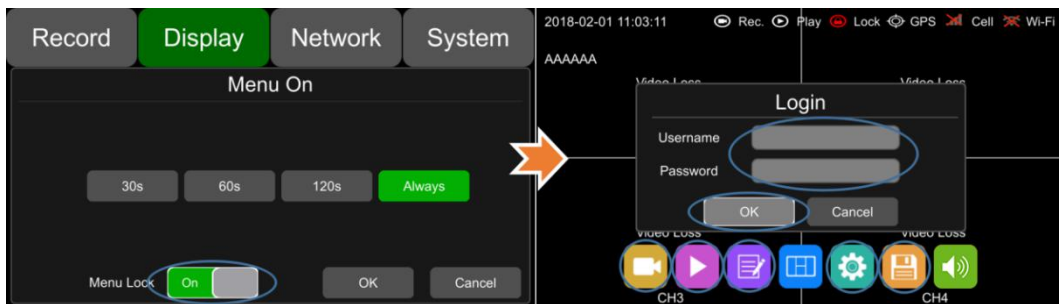 Record Display Network System
Menu On
30s 60s 120s Always
Menu Lock On OK Cancel
2018-02-01 11:03:11 Rec. Play Lock GPS Cell Wi-Fi
AAAAAA
Video Loss Video Loss
Login
Username
Password
OK Cancel
Video Loss Video Loss
CH3 CH4